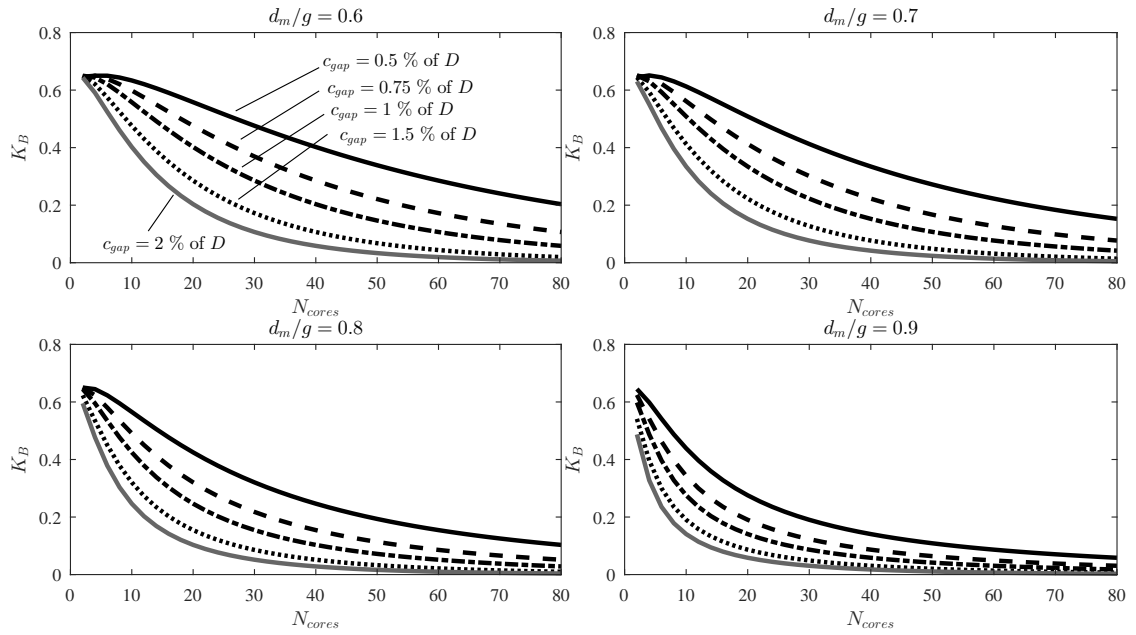 d_m/g = 0.6
0.8
0.6
0.4
0.2
0
K_B
c_gap = 0.5 % of D
c_gap = 0.75 % of D
c_gap = 1 % of D
c_gap = 1.5 % of D
c_gap = 2 % of D
0 10 20 30 40 50 60 70 80
N_cores
d_m/g = 0.7
0.8
0.6
0.4
0.2
0
K_B
0 10 20 30 40 50 60 70 80
N_cores
d_m/g = 0.8
0.8
0.6
0.4
0.2
0
K_B
0 10 20 30 40 50 60 70 80
N_cores
d_m/g = 0.9
0.8
0.6
0.4
0.2
0
K_B
0 10 20 30 40 50 60 70 80
N_cores